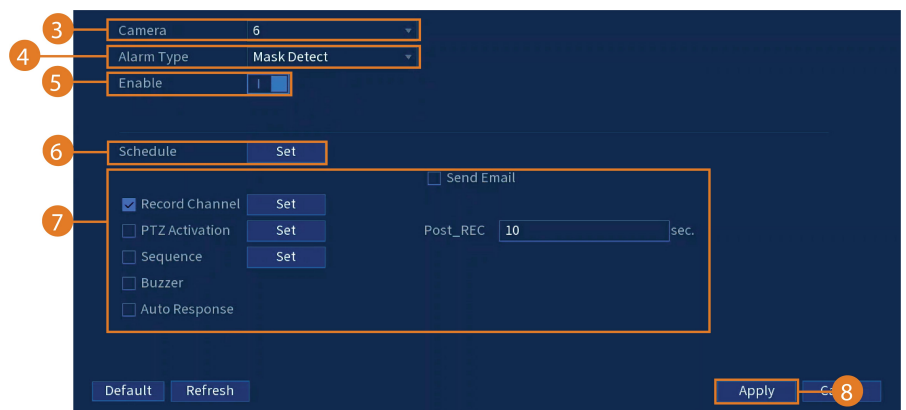 3 Camera 6
4 Alarm Type Mask Detect
5 Enable
6 Schedule Set
Send Email
Record Channel Set
7 PTZ Activation Set Post_REC 10 sec.
Sequence Set
Buzzer
Auto Response
Default Refresh Apply 8